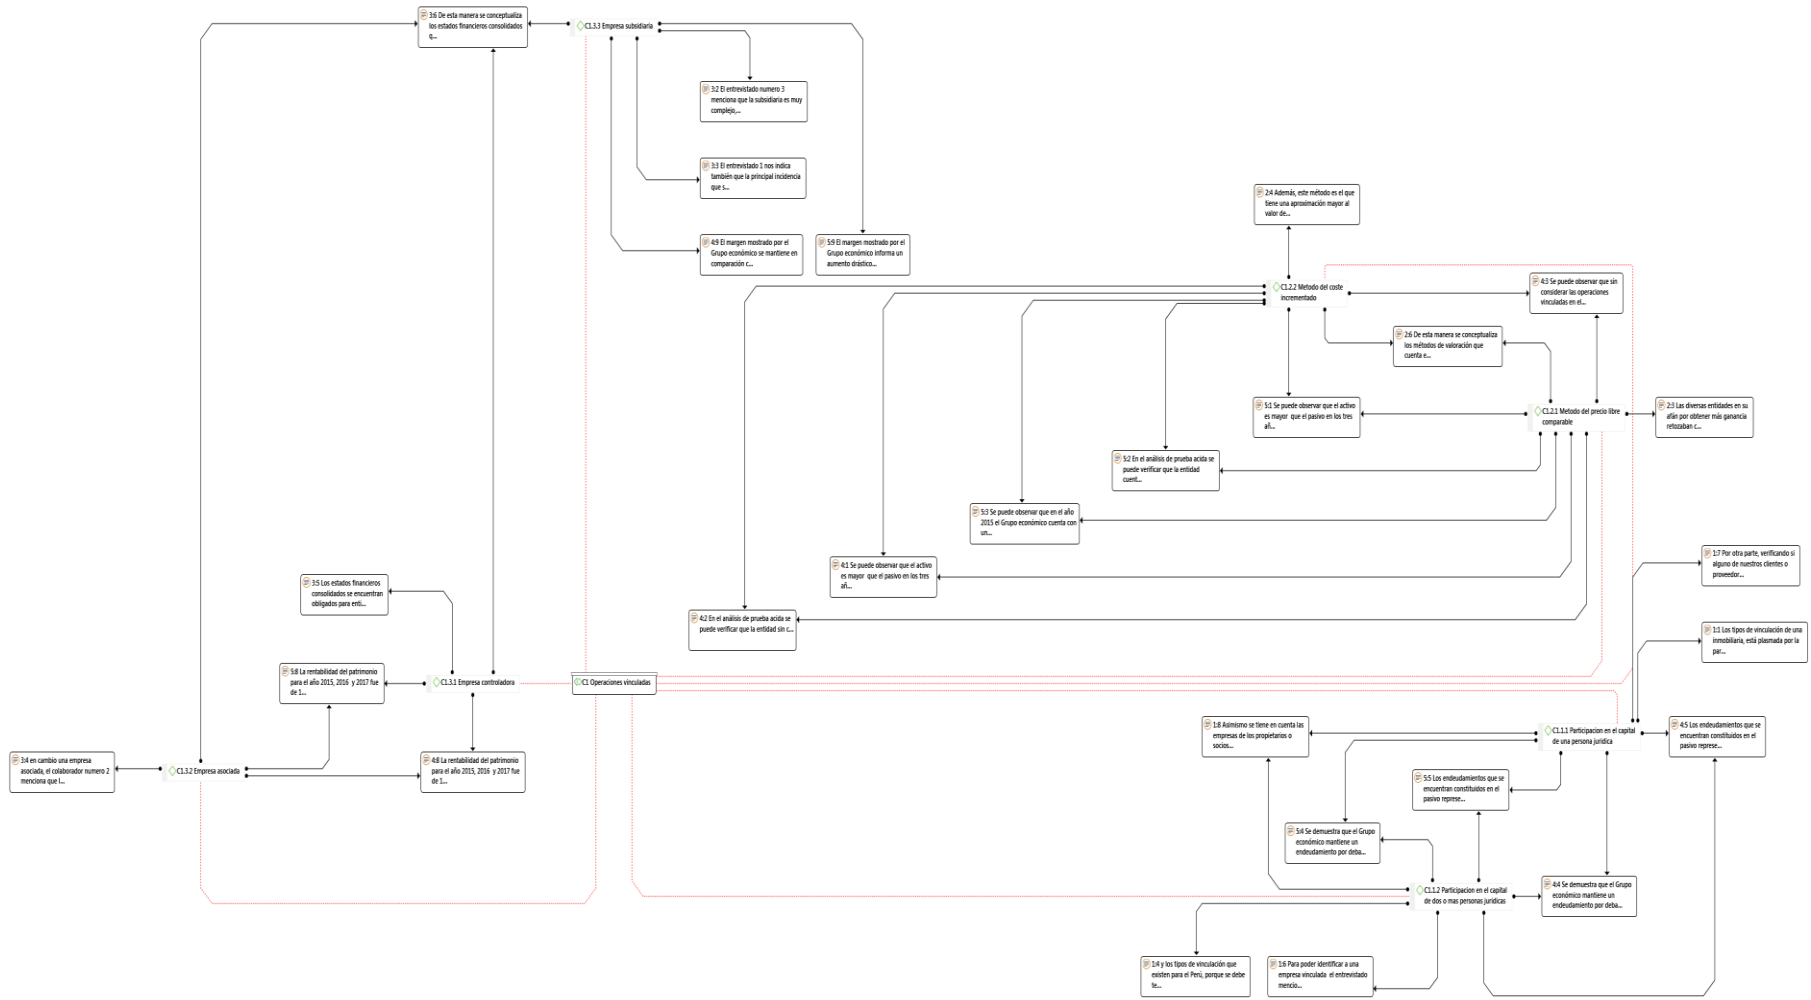 3:6 De esta manera se conceptualiza
los estados financieros consolidados
q...
C1.3.3 Empresa subsidiaria
3:2 El entrevistado numero 3
menciona que la subsidiaria es muy
complejo,...
3:3 El entrevistado 1 nos indica
también que la principal incidencia
que s...
4:9 El margen mostrado por el
Grupo económico se mantiene en
comparación c...
5:9 El margen mostrado por el
Grupo económico informa un
aumento drástico...
2:4 Además, este método es el que
tiene una aproximación mayor al
valor de...
C1.2.2 Metodo del coste
incrementado
4:3 Se puede observar que sin
considerar las operaciones
vinculadas en el...
2:6 De esta manera se conceptualiza
los métodos de valoración que
cuenta e...
5:1 Se puede observar que el activo
es mayor que el pasivo en los tres
añ...
C1.2.1 Metodo del precio libre
comparable
2:3 Las diversas entidades en su
afán por obtener más ganancia
retozaban c...
5:2 En el análisis de prueba acida se
puede verificar que la entidad
cuent...
5:3 Se puede observar que en el año
2015 el Grupo económico cuenta con
un...
4:1 Se puede observar que el activo
es mayor que el pasivo en los tres
añ...
4:2 En el análisis de prueba acida se
puede verificar que la entidad sin c...
1:7 Por otra parte, verificando si
alguno de nuestros clientes o
proveedor...
1:1 Los tipos de vinculación de una
inmobiliaria, está plasmada por la
par...
3:5 Los estados financieros
consolidados se encuentran
obligados para enti...
5:8 La rentabilidad del patrimonio
para el año 2015, 2016 y 2017 fue
de 1...
C1.3.1 Empresa controladora
C1 Operaciones vinculadas
3:4 en cambio una empresa
asociada, el colaborador numero 2
menciona que l...
C1.3.2 Empresa asociada
4:8 La rentabilidad del patrimonio
para el año 2015, 2016 y 2017 fue
de 1...
1:8 Asimismo se tiene en cuenta las
empresas de los propietarios o
socios...
C1.1.1 Participacion en el capital
de una persona juridica
4:5 Los endeudamientos que se
encuentran constituidos en el
pasivo represe...
5:5 Los endeudamientos que se
encuentran constituidos en el
pasivo represe...
5:4 Se demuestra que el Grupo
económico mantiene un
endeudamiento por deba...
C1.1.2 Participacion en el capital
de dos o mas personas juridicas
4:4 Se demuestra que el Grupo
económico mantiene un
endeudamiento por deba...
1:4 y los tipos de vinculación que
existen para el Perú, porque se debe
te...
1:6 Para poder identificar a una
empresa vinculada el entrevistado
mencio...